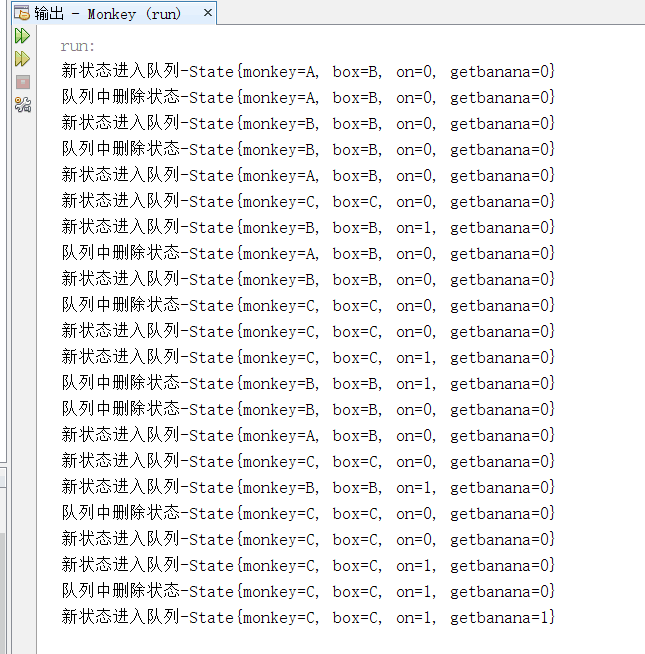 输出 - Monkey (run) ×
run:
新状态进入队列-State{monkey=A, box=B, on=0, getbanana=0}
队列中删除状态-State{monkey=A, box=B, on=0, getbanana=0}
新状态进入队列-State{monkey=B, box=B, on=0, getbanana=0}
队列中删除状态-State{monkey=B, box=B, on=0, getbanana=0}
新状态进入队列-State{monkey=A, box=B, on=0, getbanana=0}
新状态进入队列-State{monkey=C, box=C, on=0, getbanana=0}
新状态进入队列-State{monkey=B, box=B, on=1, getbanana=0}
队列中删除状态-State{monkey=A, box=B, on=0, getbanana=0}
新状态进入队列-State{monkey=B, box=B, on=0, getbanana=0}
队列中删除状态-State{monkey=C, box=C, on=0, getbanana=0}
新状态进入队列-State{monkey=C, box=C, on=0, getbanana=0}
新状态进入队列-State{monkey=C, box=C, on=1, getbanana=0}
队列中删除状态-State{monkey=B, box=B, on=1, getbanana=0}
队列中删除状态-State{monkey=B, box=B, on=0, getbanana=0}
新状态进入队列-State{monkey=A, box=B, on=0, getbanana=0}
新状态进入队列-State{monkey=C, box=C, on=0, getbanana=0}
新状态进入队列-State{monkey=B, box=B, on=1, getbanana=0}
队列中删除状态-State{monkey=C, box=C, on=0, getbanana=0}
新状态进入队列-State{monkey=C, box=C, on=0, getbanana=0}
新状态进入队列-State{monkey=C, box=C, on=1, getbanana=0}
队列中删除状态-State{monkey=C, box=C, on=1, getbanana=0}
新状态进入队列-State{monkey=C, box=C, on=1, getbanana=1}